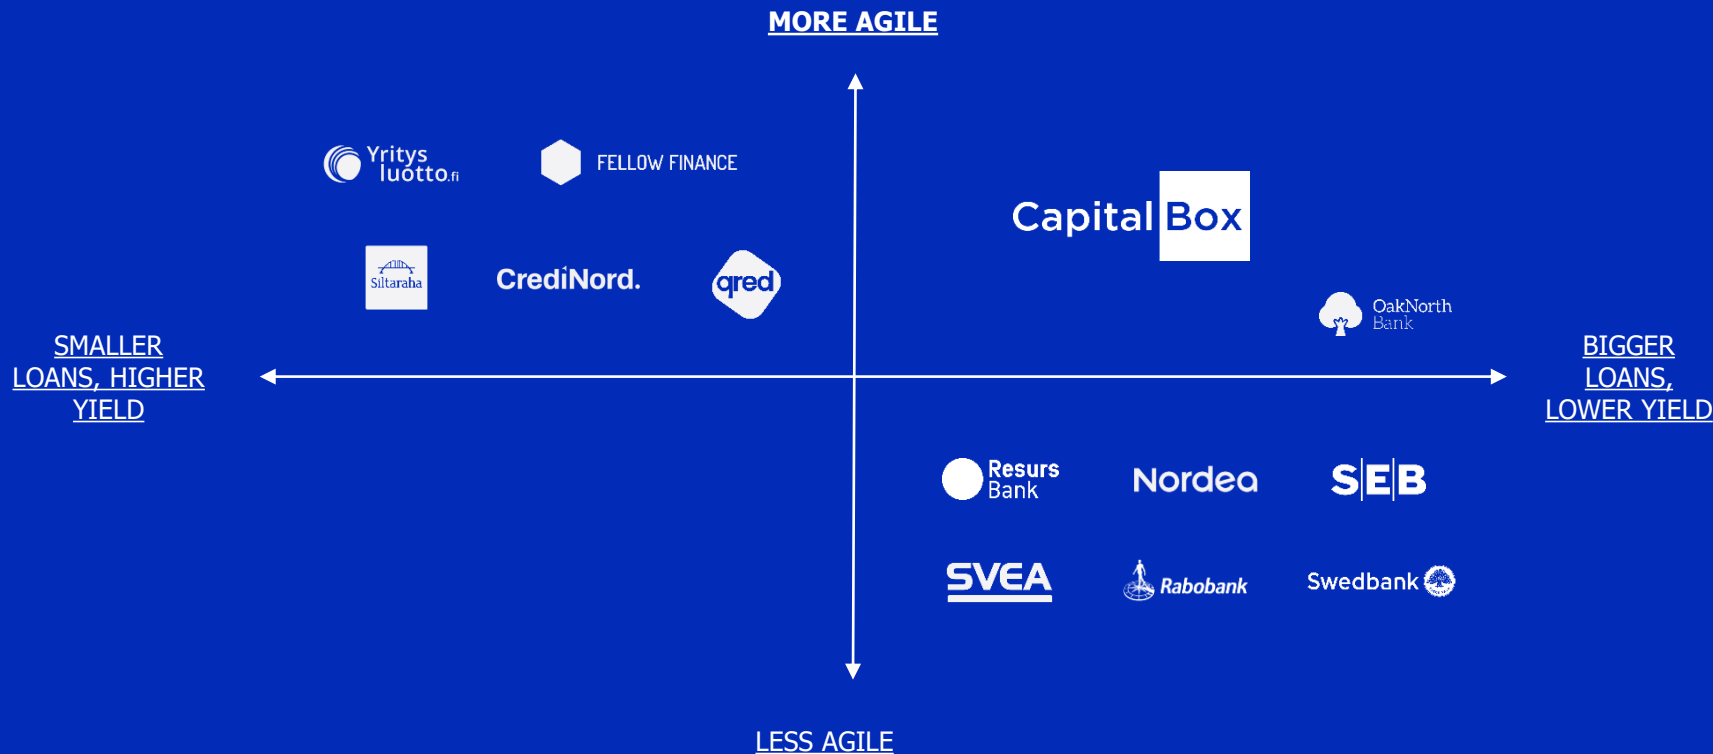 MORE AGILE
Yritys
luotto.fi
FELLOW FINANCE
Capital Box
Siltaraha
CrediNord.
qred
OakNorth
Bank
SMALLER
LOANS, HIGHER
YIELD
BIGGER
LOANS,
LOWER YIELD
Resurs
Bank
Nordea
S|E|B
SVEA
Rabobank
Swedbank
LESS AGILE